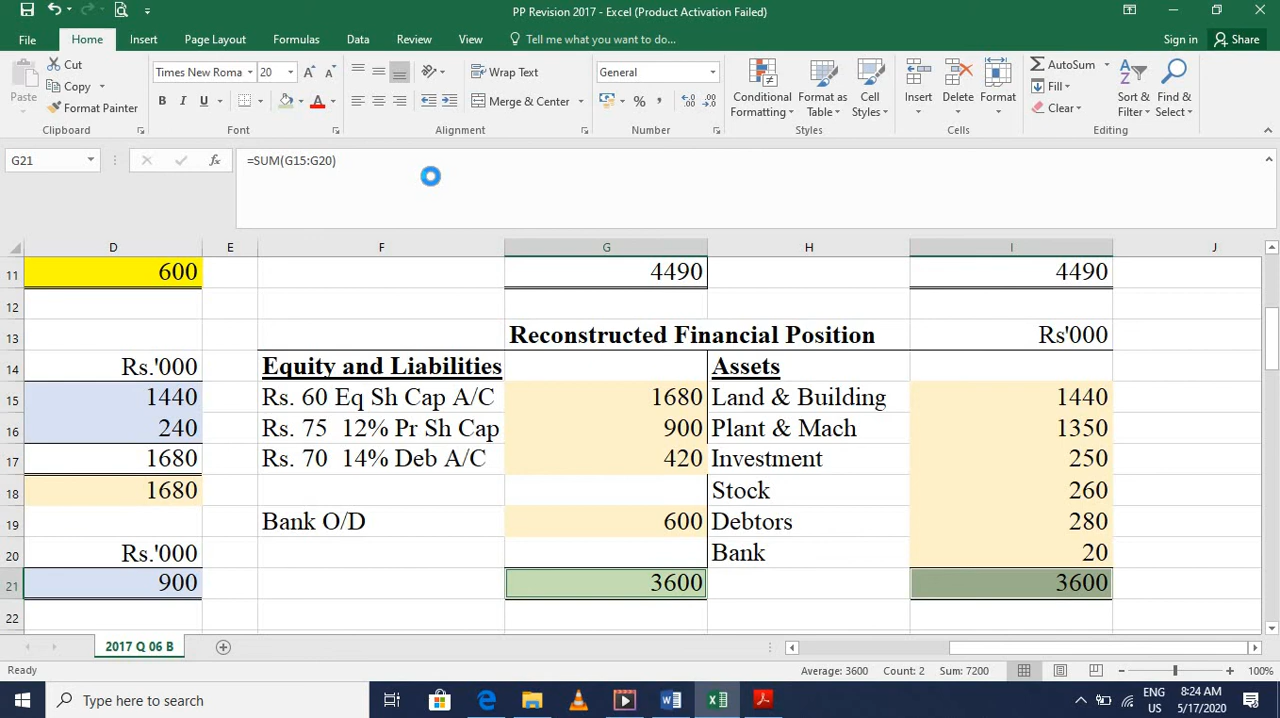 PP Revision 2017 - Excel (Product Activation Failed)
File Home Insert Page Layout Formulas Data Review View Tell me what you want to do... Sign in Share
Cut Times New Roma 20 A A Wrap Text General AutoSum
Paste Copy Fill
Format Painter B I U A Merge & Center % , Conditional Formatting Format as Table Cell Styles Insert Delete Format Clear Sort & Filter Find & Select
Clipboard Font Alignment Number Styles Cells Editing
G21 fx =SUM(G15:G20)
D E F G H I J
11 600 4490 4490
12
13 Reconstructed Financial Position Rs'000
14 Rs.'000 Equity and Liabilities Assets
15 1440 Rs. 60 Eq Sh Cap A/C 1680 Land & Building 1440
16 240 Rs. 75 12% Pr Sh Cap 900 Plant & Mach 1350
17 1680 Rs. 70 14% Deb A/C 420 Investment 250
18 1680 Stock 260
19 Bank O/D 600 Debtors 280
20 Rs.'000 Bank 20
21 900 3600 3600
22
2017 Q 06 B
Ready Average: 3600 Count: 2 Sum: 7200 100%
Type here to search ENG US 8:24 AM 5/17/2020